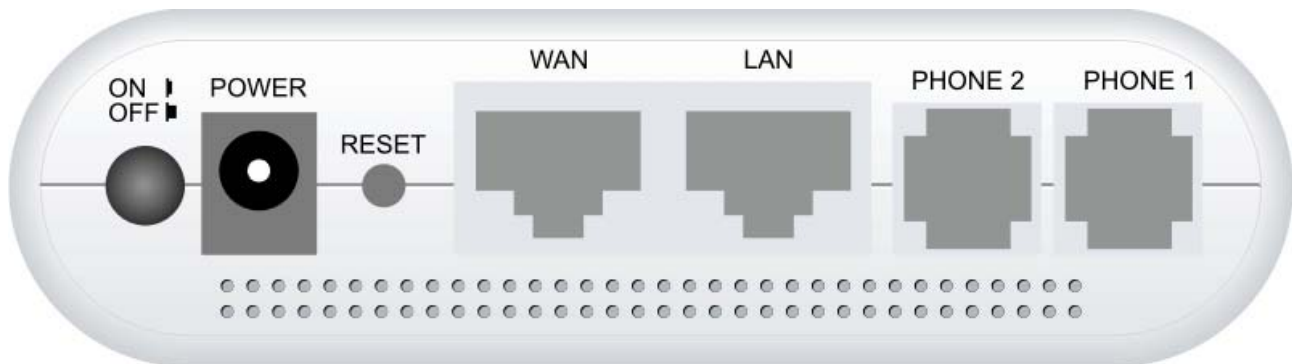 ON
OFF
POWER
RESET
WAN
LAN
PHONE 2
PHONE 1